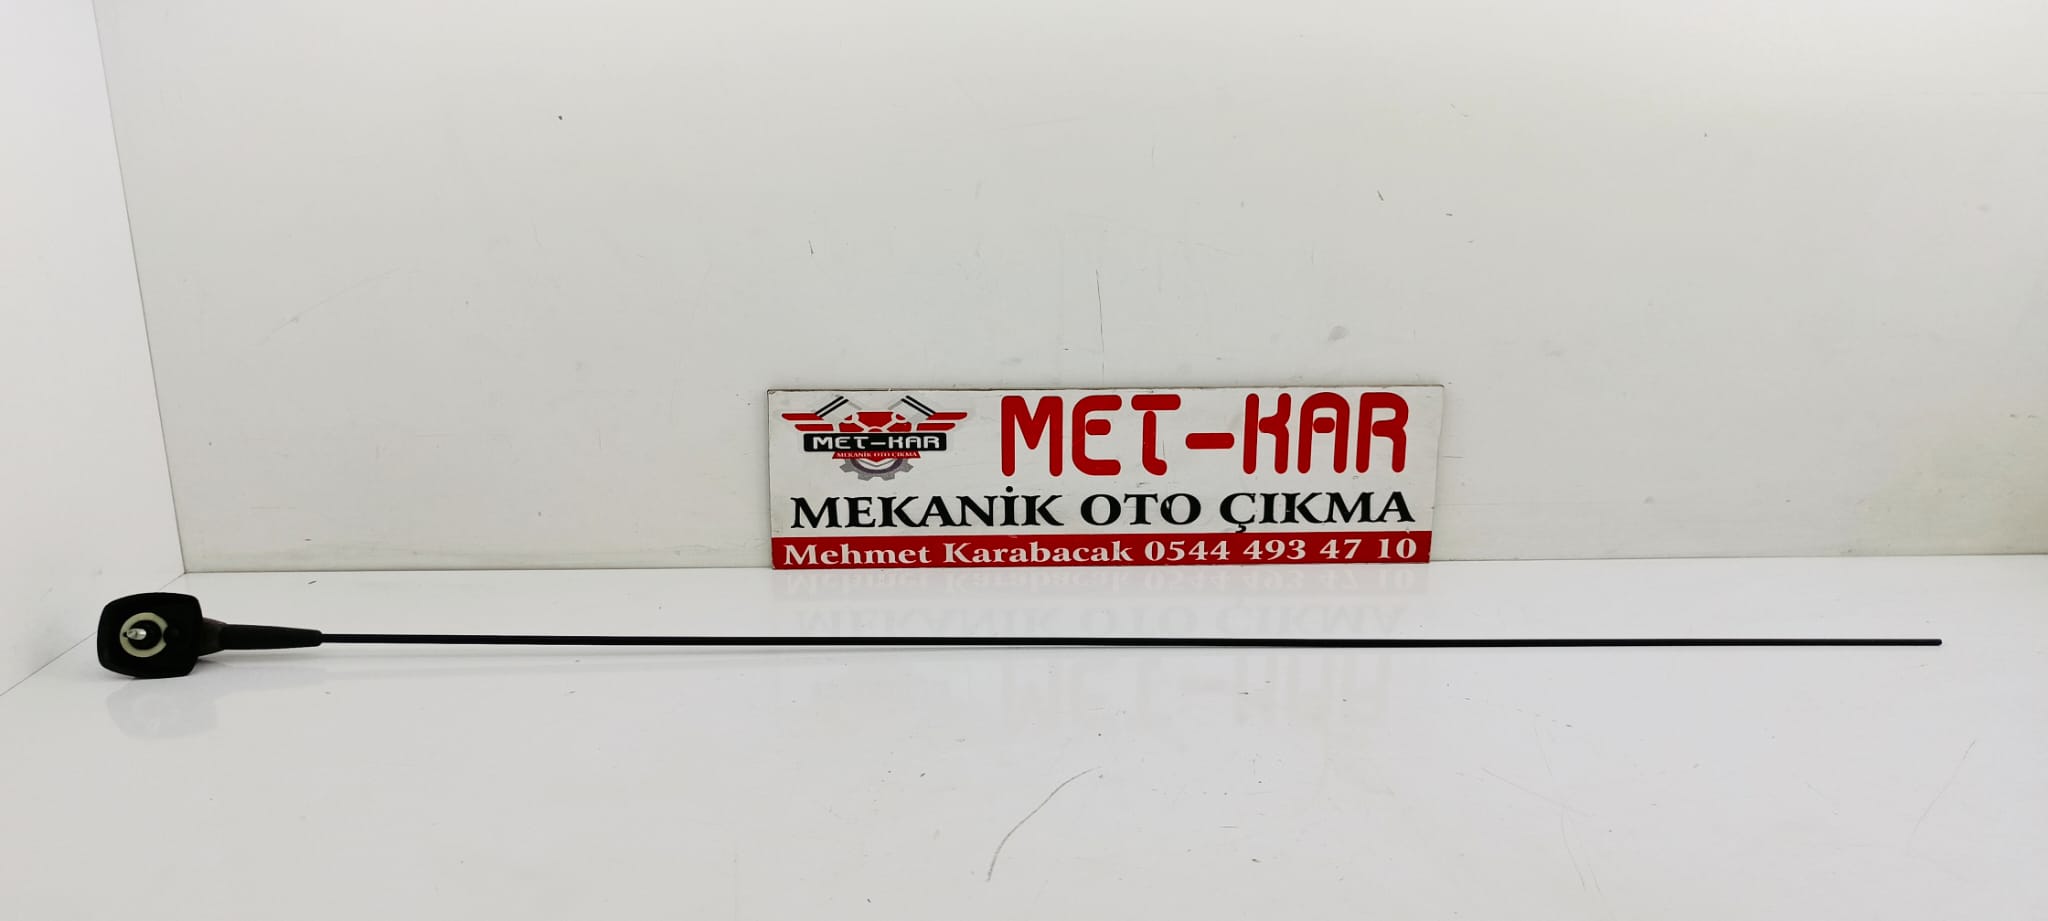 MET-KAR
MEKANİK OTO ÇIKMA
MET-KAR
MEKANİK OTO ÇIKMA
Mehmet Karabacak 0544 493 47 10